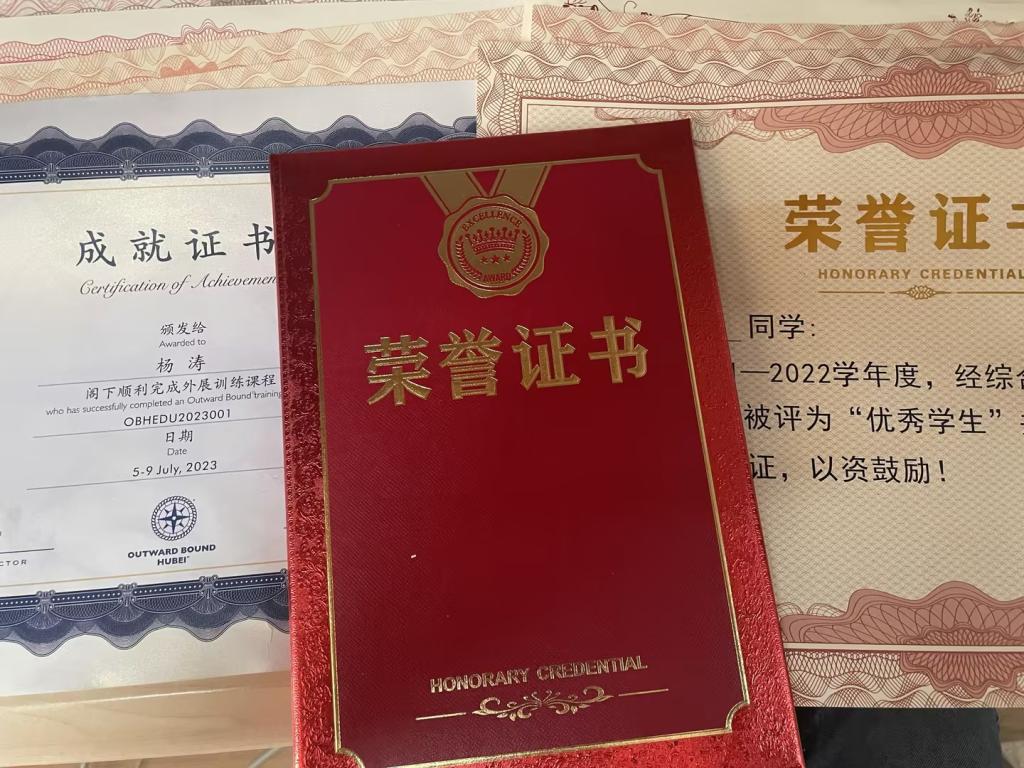 成就证书
Certification of Achievemen
颁发给
Awarded to
杨 涛
阁下顺利完成外展训练课程
who has successfully completed an Outward Bound training
OBHEDU2023001
日期
Date
5-9 July, 2023
CTOR
OUTWARD BOUND
HUBEI
EXCELLENCE
AWARD
荣誉证书
HONORARY CREDENTIAL
荣誉证
HONORARY CREDENTIAL
同学:
—2022学年度，经综合
被评为“优秀学生”
证，以资鼓励！